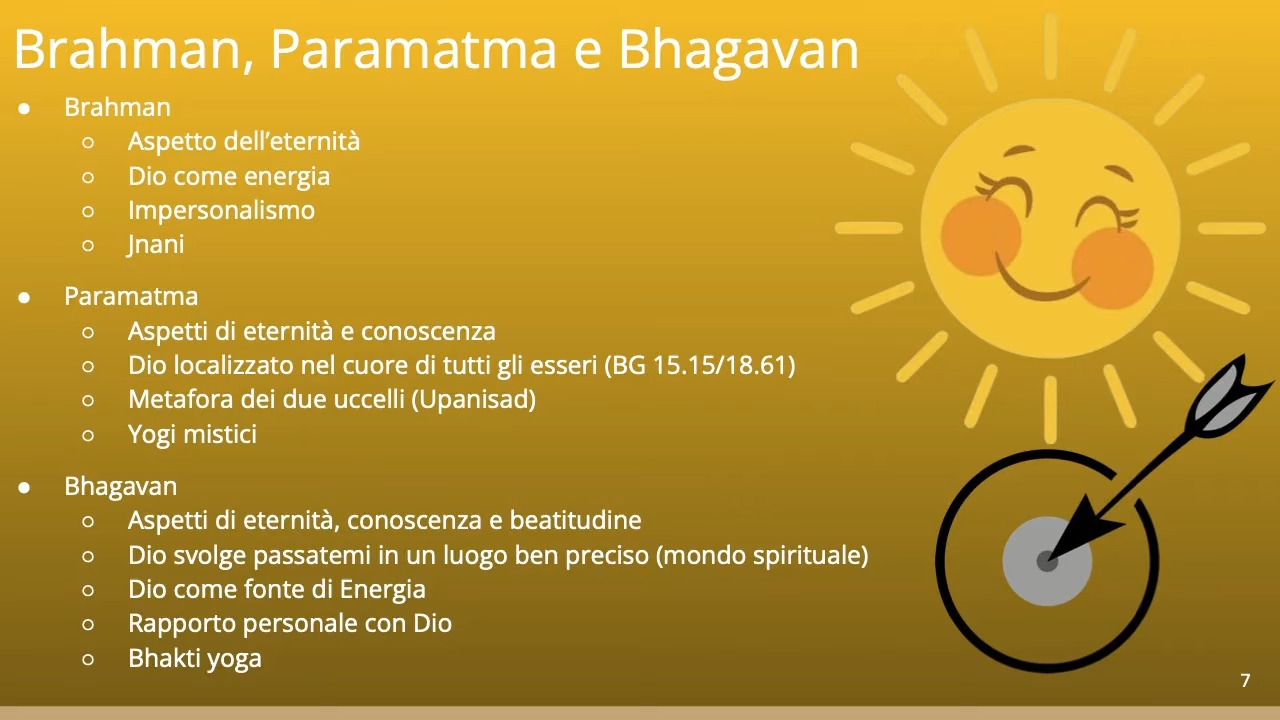 Brahman, Paramatma e Bhagavan
● Brahman
○ Aspetto dell’eternità
○ Dio come energia
○ Impersonalismo
○ Jnani
● Paramatma
○ Aspetti di eternità e conoscenza
○ Dio localizzato nel cuore di tutti gli esseri (BG 15.15/18.61)
○ Metafora dei due uccelli (Upanisad)
○ Yogi mistici
● Bhagavan
○ Aspetti di eternità, conoscenza e beatitudine
○ Dio svolge passatemi in un luogo ben preciso (mondo spirituale)
○ Dio come fonte di Energia
○ Rapporto personale con Dio
○ Bhakti yoga
7